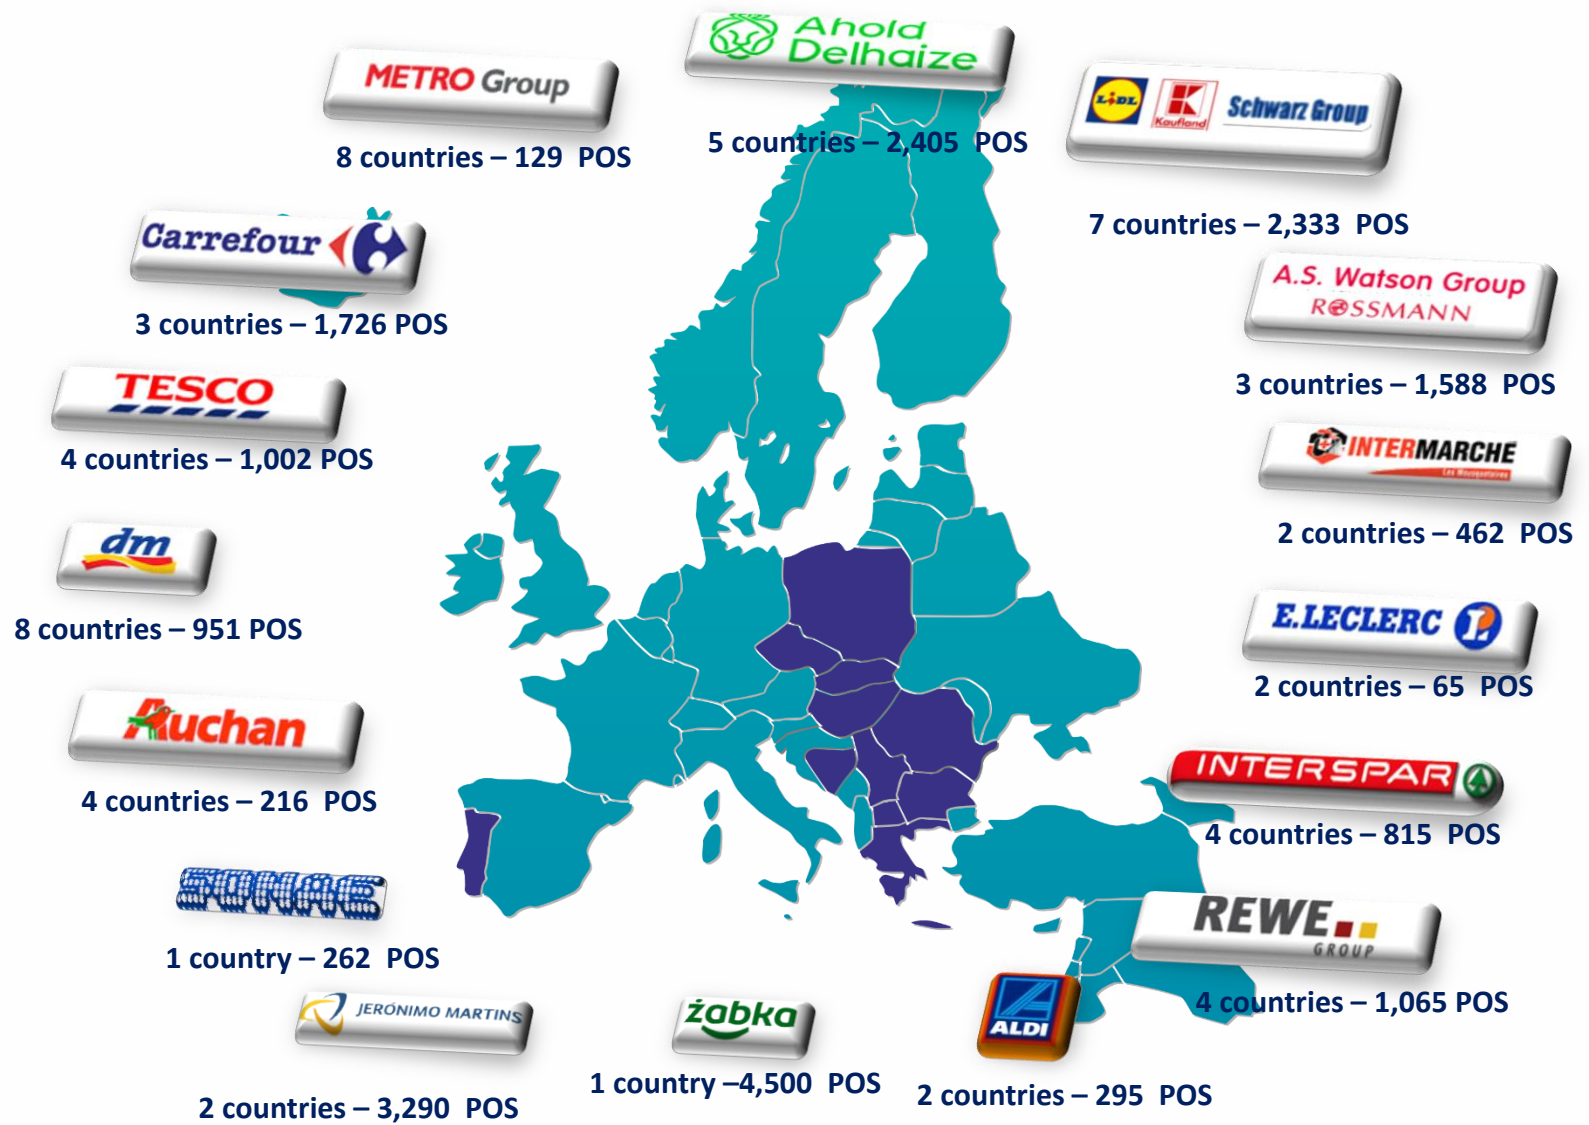 Ahold
Delhaize
5 countries – 2,405 POS
METRO Group
8 countries – 129 POS
LiDL
K
Kaufland
Schwarz Group
7 countries – 2,333 POS
Carrefour
3 countries – 1,726 POS
A.S. Watson Group
ROSSMANN
3 countries – 1,588 POS
TESCO
4 countries – 1,002 POS
INTERMARCHE
Les Mousquetaires
2 countries – 462 POS
dm
8 countries – 951 POS
E.LECLERC L
2 countries – 65 POS
Auchan
4 countries – 216 POS
INTERSPAR
4 countries – 815 POS
SONAE
1 country – 262 POS
REWE
GROUP
4 countries – 1,065 POS
JERÓNIMO MARTINS
2 countries – 3,290 POS
żabka
1 country –4,500 POS
ALDI
2 countries – 295 POS